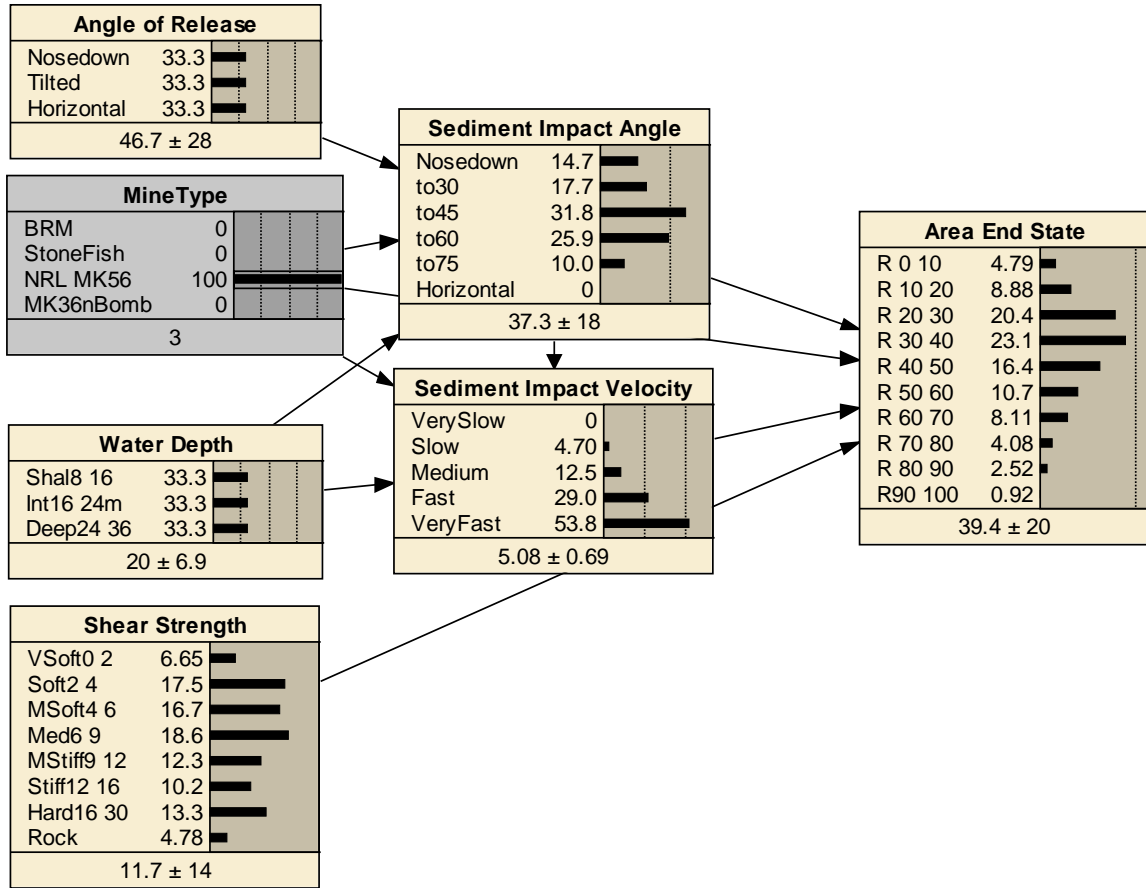 Angle of Release
Nosedown 33.3
Tilted 33.3
Horizontal 33.3
46.7 ± 28
MineType
BRM 0
StoneFish 0
NRL MK56 100
MK36nBomb 0
3
Water Depth
Shal8 16 33.3
Int16 24m 33.3
Deep24 36 33.3
20 ± 6.9
Shear Strength
VSoft0 2 6.65
Soft2 4 17.5
MSoft4 6 16.7
Med6 9 18.6
MStiff9 12 12.3
Stiff12 16 10.2
Hard16 30 13.3
Rock 4.78
11.7 ± 14
Sediment Impact Angle
Nosedown 14.7
to30 17.7
to45 31.8
to60 25.9
to75 10.0
Horizontal 0
37.3 ± 18
Sediment Impact Velocity
VerySlow 0
Slow 4.70
Medium 12.5
Fast 29.0
VeryFast 53.8
5.08 ± 0.69
Area End State
R 0 10 4.79
R 10 20 8.88
R 20 30 20.4
R 30 40 23.1
R 40 50 16.4
R 50 60 10.7
R 60 70 8.11
R 70 80 4.08
R 80 90 2.52
R90 100 0.92
39.4 ± 20